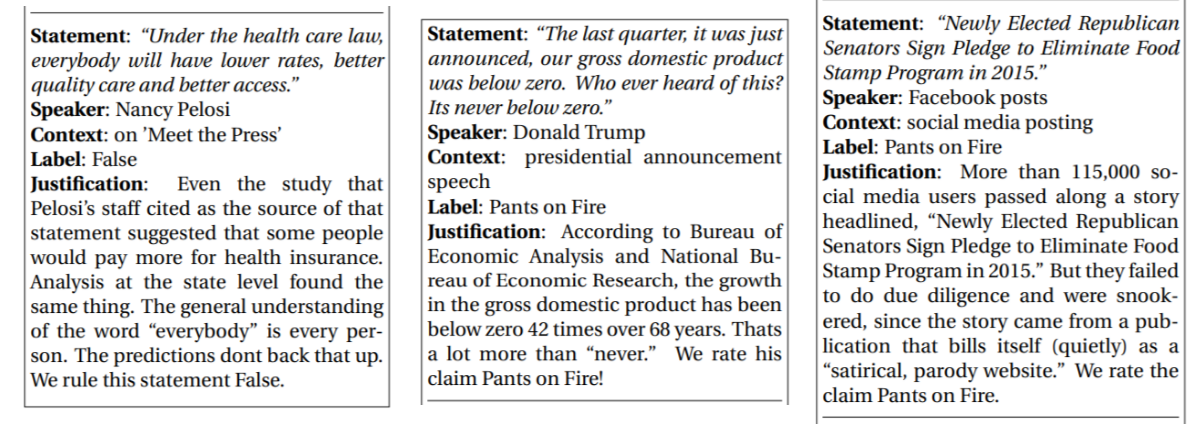 Statement: “Under the health care law,
everybody will have lower rates, better
quality care and better access.”
Speaker: Nancy Pelosi
Context: on ’Meet the Press’
Label: False
Justification: Even the study that
Pelosi’s staff cited as the source of that
statement suggested that some people
would pay more for health insurance.
Analysis at the state level found the
same thing. The general understanding
of the word “everybody” is every per-
son. The predictions dont back that up.
We rule this statement False.
Statement: “The last quarter, it was just
announced, our gross domestic product
was below zero. Who ever heard of this?
Its never below zero.”
Speaker: Donald Trump
Context: presidential announcement
speech
Label: Pants on Fire
Justification: According to Bureau of
Economic Analysis and National Bu-
reau of Economic Research, the growth
in the gross domestic product has been
below zero 42 times over 68 years. Thats
a lot more than “never.” We rate his
claim Pants on Fire!
Statement: “Newly Elected Republican
Senators Sign Pledge to Eliminate Food
Stamp Program in 2015.”
Speaker: Facebook posts
Context: social media posting
Label: Pants on Fire
Justification: More than 115,000 so-
cial media users passed along a story
headlined, “Newly Elected Republican
Senators Sign Pledge to Eliminate Food
Stamp Program in 2015.” But they failed
to do due diligence and were snook-
ered, since the story came from a pub-
lication that bills itself (quietly) as a
“satirical, parody website.” We rate the
claim Pants on Fire.